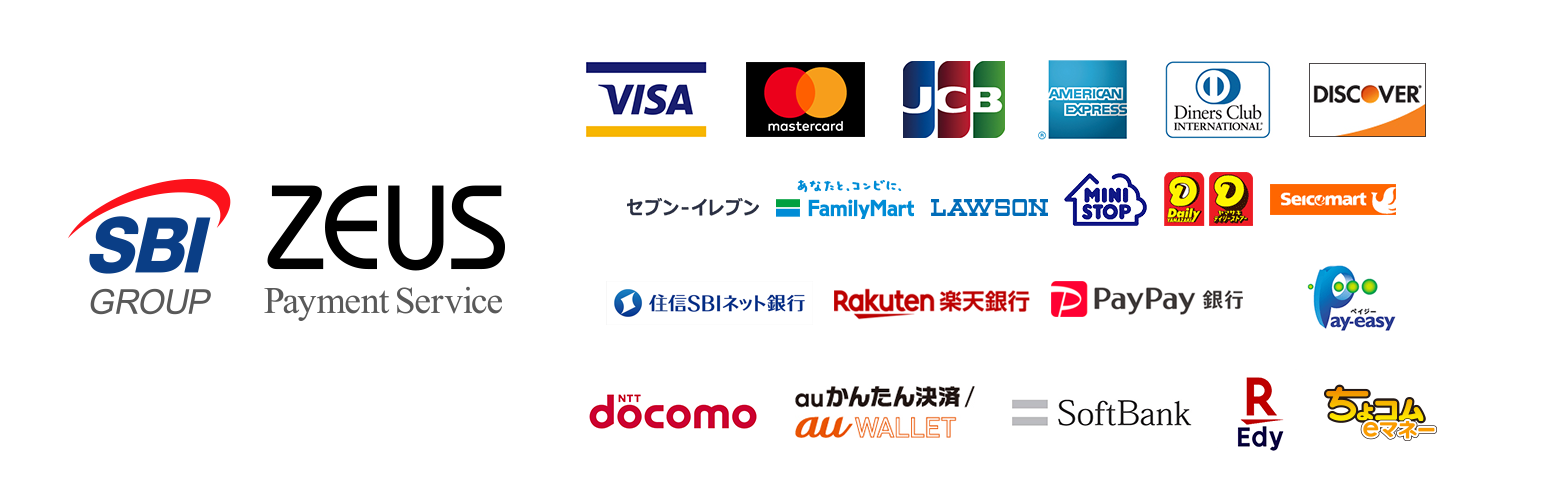 SBI
GROUP
ZEUS
Payment Service
VISA
mastercard
JCB
AMERICAN
EXPRESS
®
Diners Club
INTERNATIONAL®
DISCOVER®
セブン-イレブン
あなたと、コンビに、
FamilyMart
LAWSON
MINI
STOP
D
Daily
YAMAZAKI
D
ヤマザキ
デイリーストアー
Seicomart
住信SBIネット銀行
Rakuten 楽天銀行
P PayPay 銀行
ペイジー
Pay-easy
NTT
docomo
auかんたん決済/
au WALLET
SoftBank
R
Edy
ちょコム
eマネー